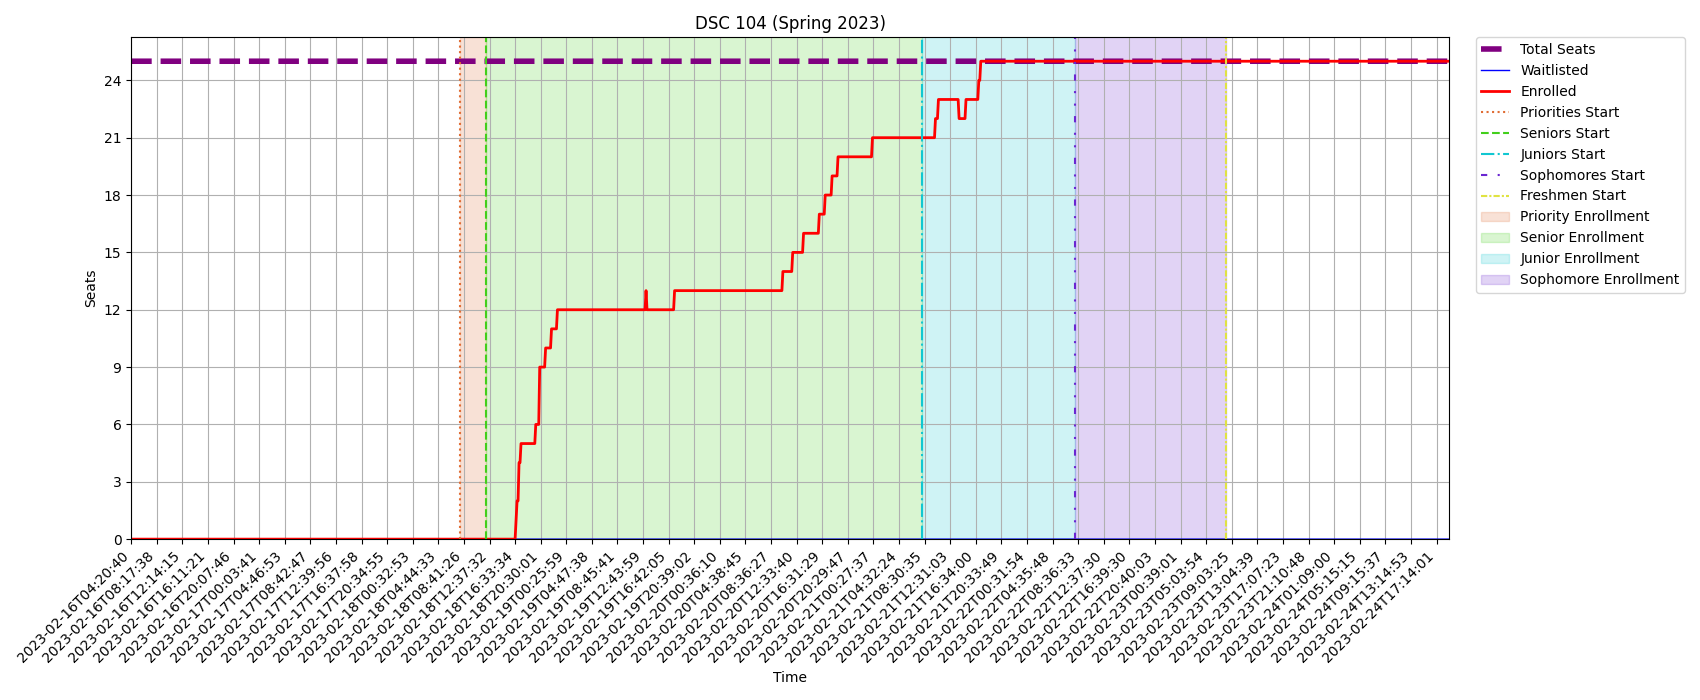 DSC 104 (Spring 2023)
Seats
24
21
18
15
12
9
6
3
0
Total Seats
Waitlisted
Enrolled
Priorities Start
Seniors Start
Juniors Start
Sophomores Start
Freshmen Start
Priority Enrollment
Senior Enrollment
Junior Enrollment
Sophomore Enrollment
2023-02-16T04:20:40
2023-02-16T08:17:38
2023-02-16T12:14:15
2023-02-16T16:11:21
2023-02-16T20:07:46
2023-02-17T00:03:41
2023-02-17T04:46:53
2023-02-17T08:42:47
2023-02-17T12:39:56
2023-02-17T16:37:58
2023-02-17T20:34:55
2023-02-18T00:32:53
2023-02-18T04:44:33
2023-02-18T08:41:26
2023-02-18T12:37:32
2023-02-18T16:33:34
2023-02-18T20:30:01
2023-02-19T00:25:59
2023-02-19T04:47:38
2023-02-19T08:45:41
2023-02-19T12:43:59
2023-02-19T16:42:05
2023-02-19T20:39:02
2023-02-20T00:36:10
2023-02-20T04:38:45
2023-02-20T08:36:27
2023-02-20T12:33:40
2023-02-20T16:31:29
2023-02-20T20:29:47
2023-02-21T00:27:37
2023-02-21T04:32:24
2023-02-21T08:30:35
2023-02-21T12:31:03
2023-02-21T16:34:00
2023-02-21T20:33:49
2023-02-22T00:31:54
2023-02-22T04:35:48
2023-02-22T08:36:33
2023-02-22T12:37:30
2023-02-22T16:39:30
2023-02-22T20:40:03
2023-02-23T00:39:01
2023-02-23T05:03:54
2023-02-23T09:03:25
2023-02-23T13:04:39
2023-02-23T17:07:23
2023-02-23T21:10:48
2023-02-24T01:09:00
2023-02-24T05:15:15
2023-02-24T09:15:37
2023-02-24T13:14:53
2023-02-24T17:14:01
Time